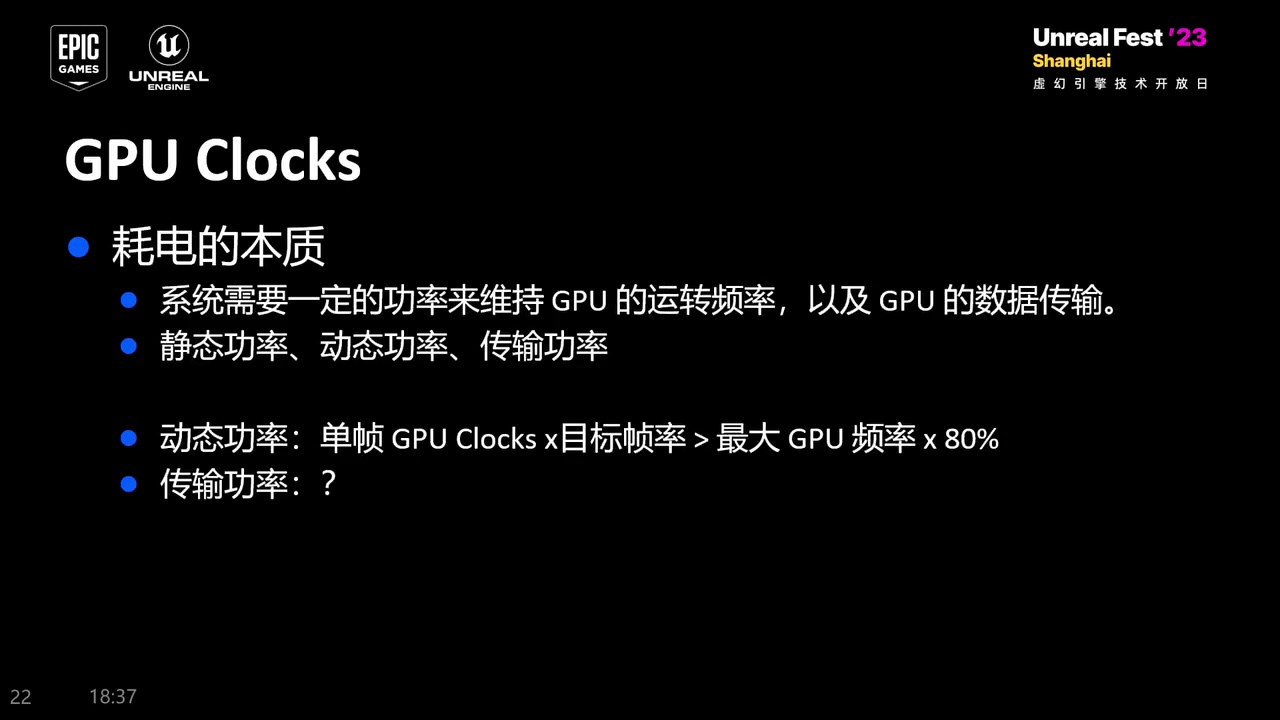 EPIC
GAMES
UNREAL
ENGINE
Unreal Fest '23
Shanghai
虚幻引擎技术开放日
GPU Clocks
耗电的本质
系统需要一定的功率来维持 GPU 的运转频率，以及 GPU 的数据传输。
静态功率、动态功率、传输功率
动态功率：单帧 GPU Clocks x目标帧率 > 最大 GPU 频率 x 80%
传输功率：？
22
18:37